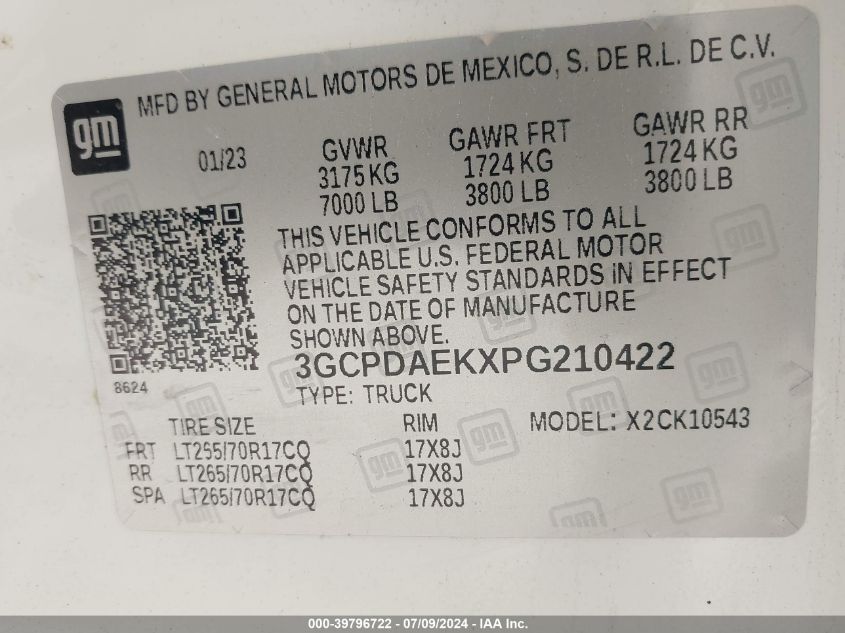 MFD BY GENERAL MOTORS DE MEXICO, S. DE R.L. DE C.V.
gm
01/23 GVWR GAWR FRT GAWR RR
3175 KG 1724 KG 1724 KG
7000 LB 3800 LB 3800 LB
THIS VEHICLE CONFORMS TO ALL
APPLICABLE U.S. FEDERAL MOTOR
VEHICLE SAFETY STANDARDS IN EFFECT
ON THE DATE OF MANUFACTURE
SHOWN ABOVE.
3GCPDAEKXPG210422
8624
TYPE: TRUCK
TIRE SIZE RIM MODEL: X2CK10543
FRT LT265/70R17CQ 17X8J
RR LT265/70R17CQ 17X8J
SPA LT265/70R17CQ 17X8J
000-39796722 - 07/09/2024 - IAAI.com